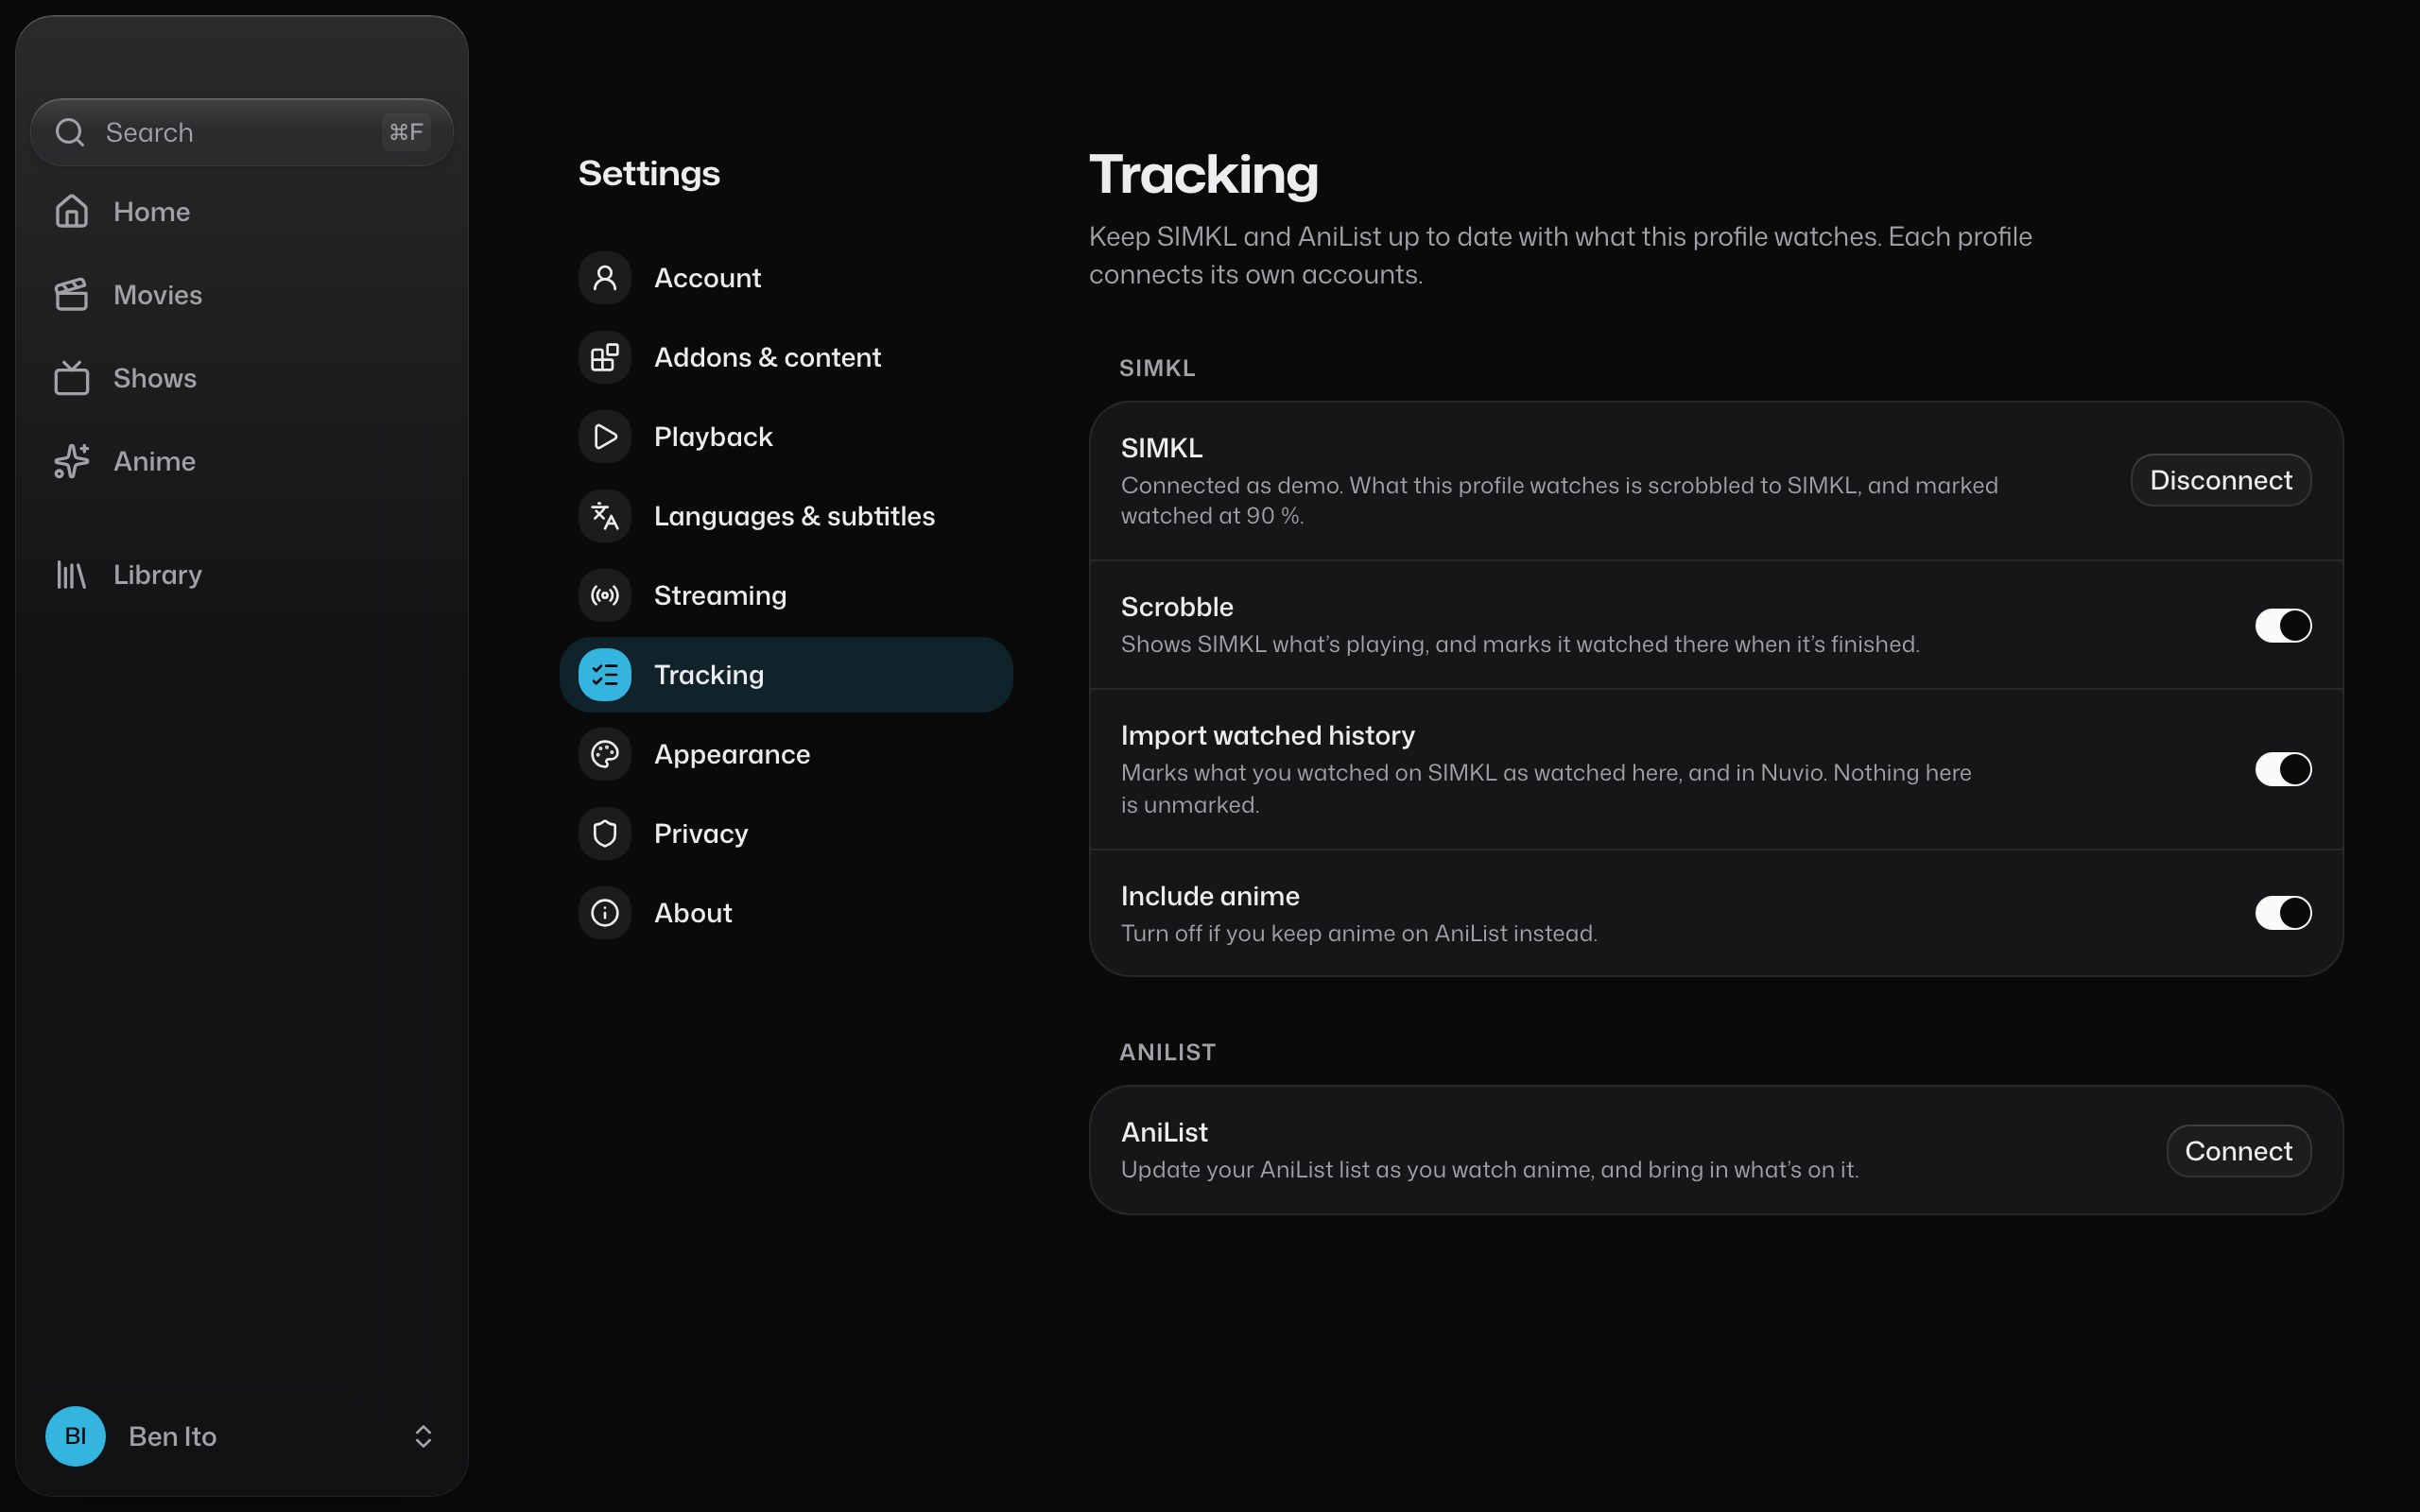 Search
⌘F
Home
Movies
Shows
Anime
Library
Ben Ito
BI
Settings
Account
Addons & content
Playback
Languages & subtitles
Streaming
Tracking
Appearance
Privacy
About
Tracking
Keep SIMKL and AniList up to date with what this profile watches. Each profile
connects its own accounts.
SIMKL
SIMKL
Connected as demo. What this profile watches is scrobbled to SIMKL, and marked
watched at 90 %.
Disconnect
Scrobble
Shows SIMKL what’s playing, and marks it watched there when it’s finished.
Import watched history
Marks what you watched on SIMKL as watched here, and in Nuvio. Nothing here
is unmarked.
Include anime
Turn off if you keep anime on AniList instead.
ANILIST
AniList
Update your AniList list as you watch anime, and bring in what’s on it.
Connect